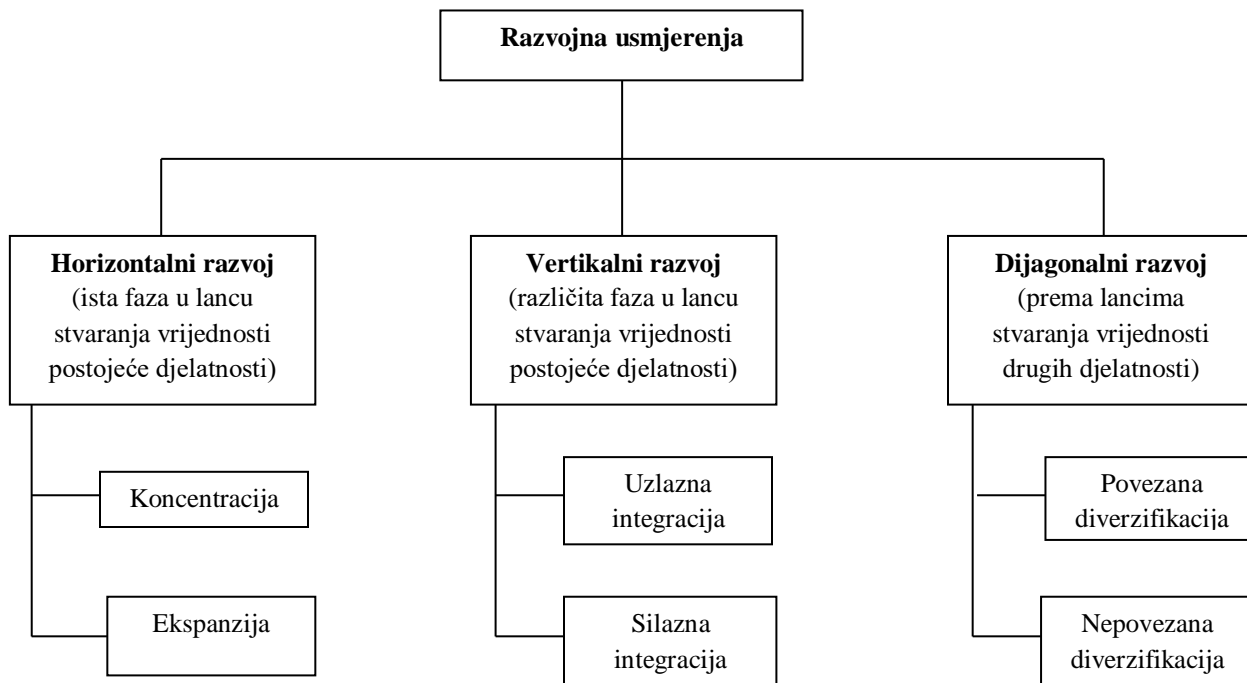 Razvojna usmjerenja
Horizontalni razvoj
(ista faza u lancu
stvaranja vrijednosti
postojeće djelatnosti)
Koncentracija
Ekspanzija
Vertikalni razvoj
(različita faza u lancu
stvaranja vrijednosti
postojeće djelatnosti)
Uzlazna
integracija
Silazna
integracija
Dijagonalni razvoj
(prema lancima
stvaranja vrijednosti
drugih djelatnosti)
Povezana
diverzifikacija
Nepovezana
diverzifikacija